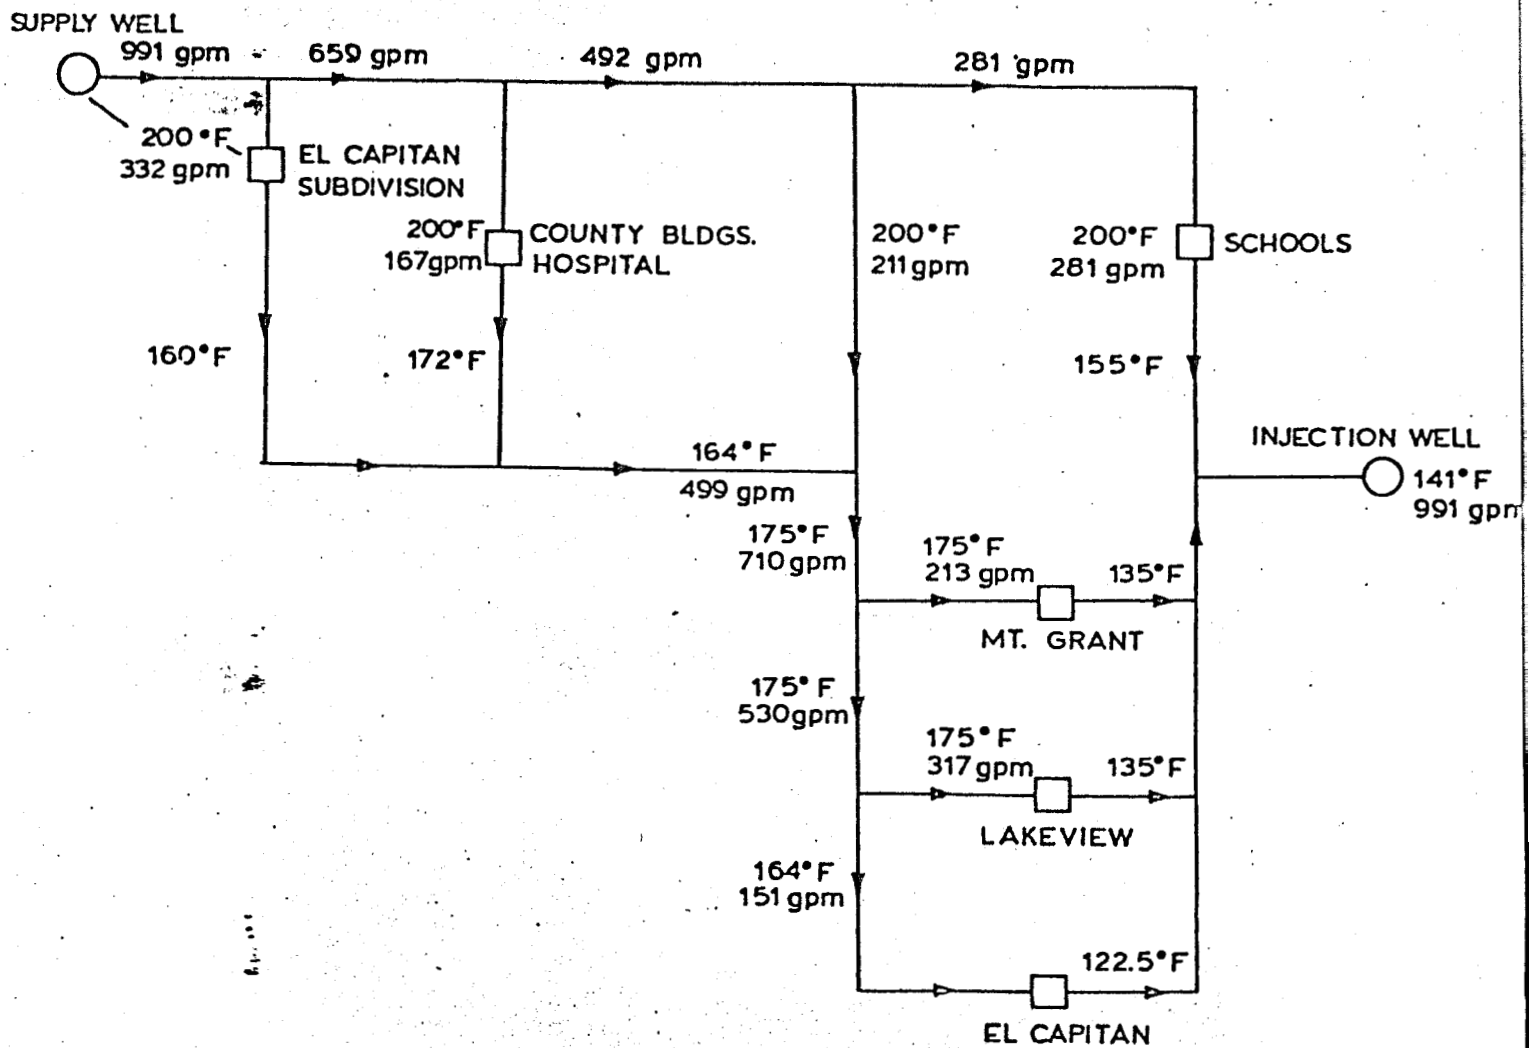 SUPPLY WELL
991 gpm
659 gpm
492 gpm
281 gpm
200°F
332 gpm
EL CAPITAN
SUBDIVISION
200°F
167gpm
COUNTY BLDGS.
HOSPITAL
200°F
211gpm
200°F
281 gpm
SCHOOLS
160°F
172°F
155°F
164°F
499 gpm
INJECTION WELL
141°F
991 gpm
175°F
710gpm
175°F
213 gpm
135°F
MT. GRANT
175°F
530gpm
175°F
317 gpm
135°F
LAKEVIEW
164°F
151gpm
122.5°F
EL CAPITAN